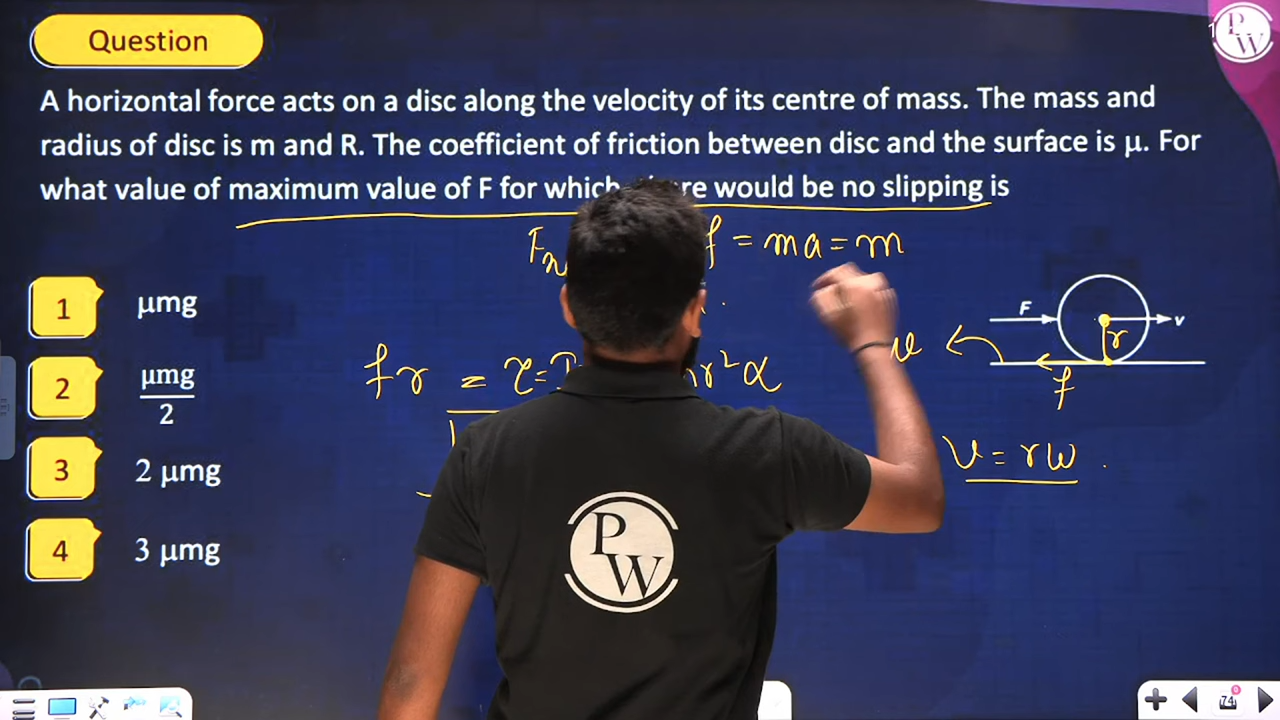 Question
A horizontal force acts on a disc along the velocity of its centre of mass. The mass and
radius of disc is m and R. The coefficient of friction between disc and the surface is μ. For
what value of maximum value of F for which would be no slipping is
f = ma = m
1 μmg
2 μmg/2
3 2 μmg
4 3 μmg
F v
r
f
fr = τ = r²α
v = rω
PW
PW
74